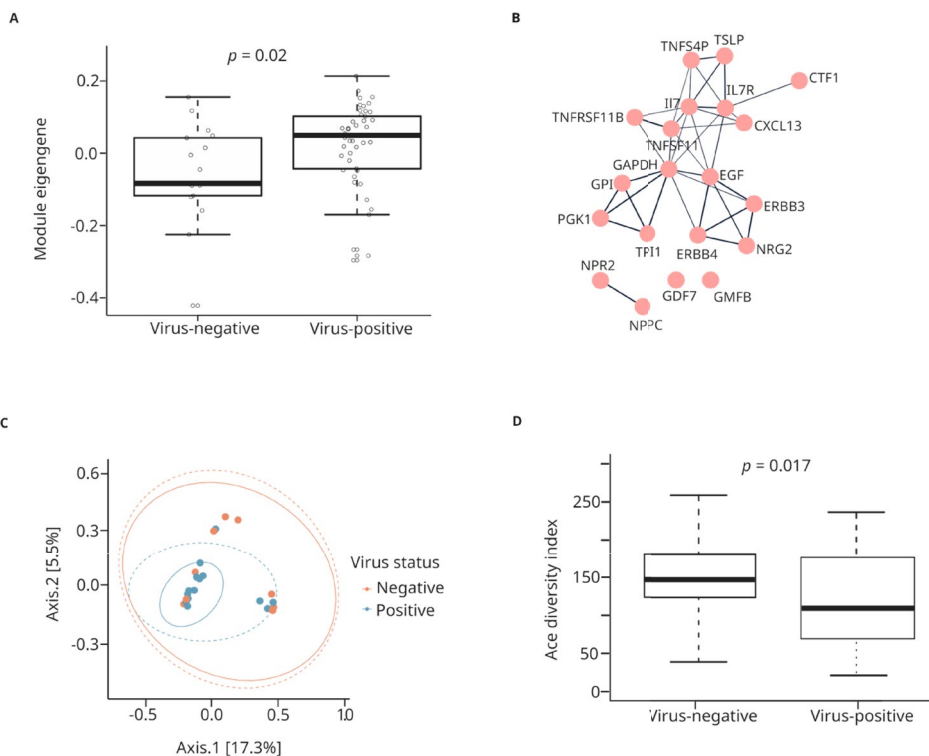 A
p = 0.02
Module eigengene
0.2
0.0
-0.2
-0.4
Virus-negative
Virus-positive
B
TNFS4P
TSLP
CTF1
Il7
IL7R
TNFRSF11B
CXCL13
TNFSF11
GAPDH
EGF
GPI
ERBB3
PGK1
TPI1
ERBB4
NRG2
NPR2
GDF7
GMFB
NPPC
C
Axis.2 [5.5%]
0.6
0.3
0.0
-0.3
-0.5
0.0
0.5
1.0
Axis.1 [17.3%]
Virus status
Negative
Positive
D
p = 0.017
Ace diversity index
250
150
50
0
Virus-negative
Virus-positive